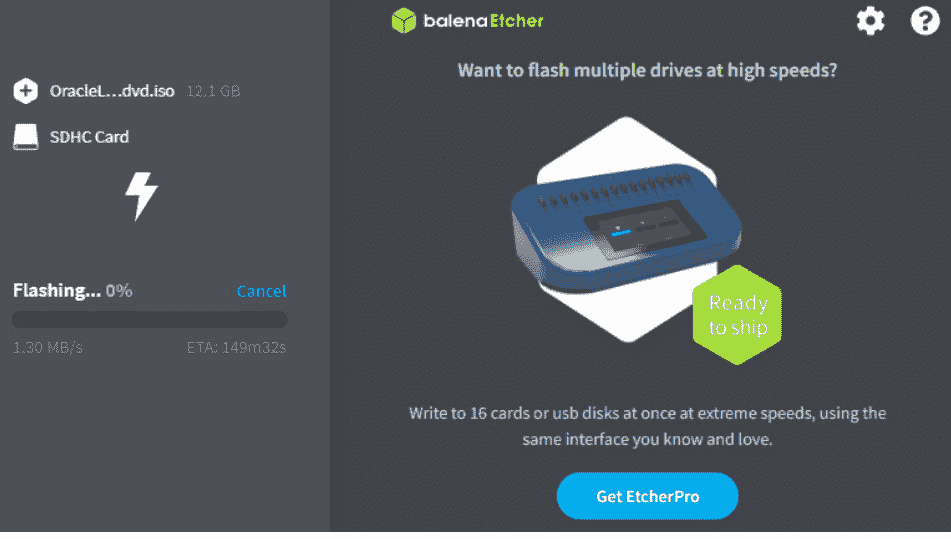 balenaEtcher
OracleL...dvd.iso 12.1 GB
SDHC Card
Flashing... 0% Cancel
1.30 MB/s ETA: 149m32s
Want to flash multiple drives at high speeds?
Ready
to ship
Write to 16 cards or usb disks at once at extreme speeds, using the
same interface you know and love.
Get EtcherPro